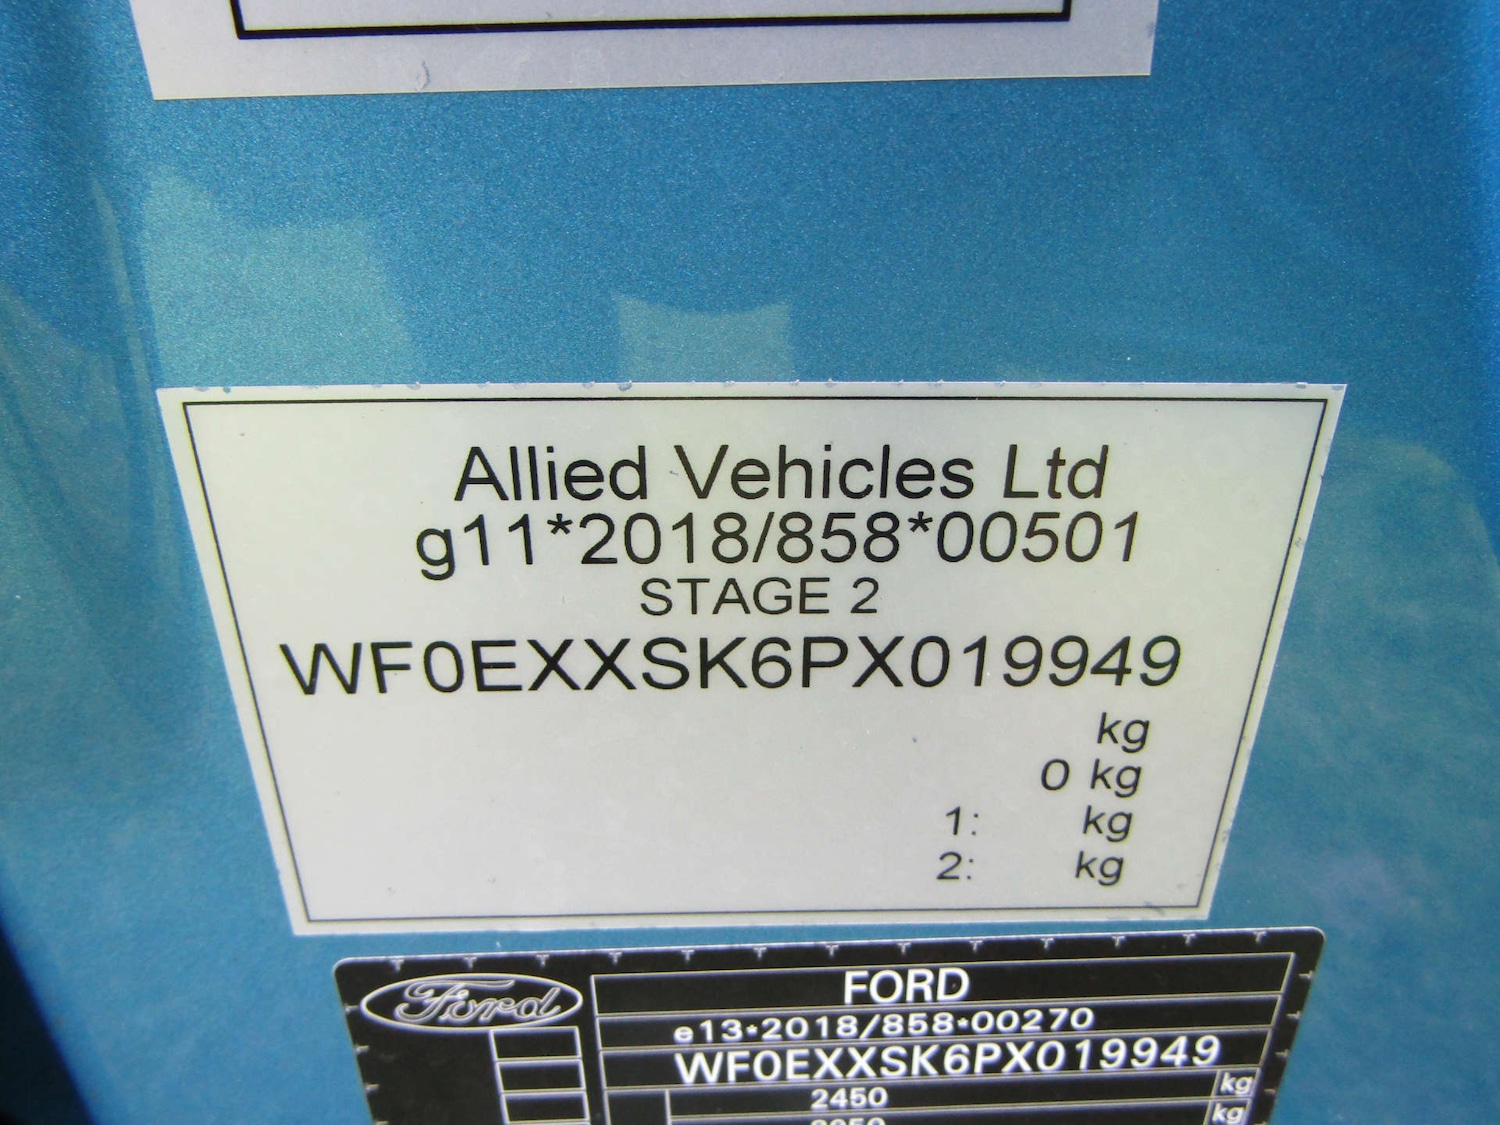 Allied Vehicles Ltd
g11*2018/858*00501
STAGE 2
WF0EXXSK6PX019949
kg
0 kg
1: kg
2: kg
Ford
FORD
e13*2018/858*00270
WF0EXXSK6PX019949
2450 kg
kg